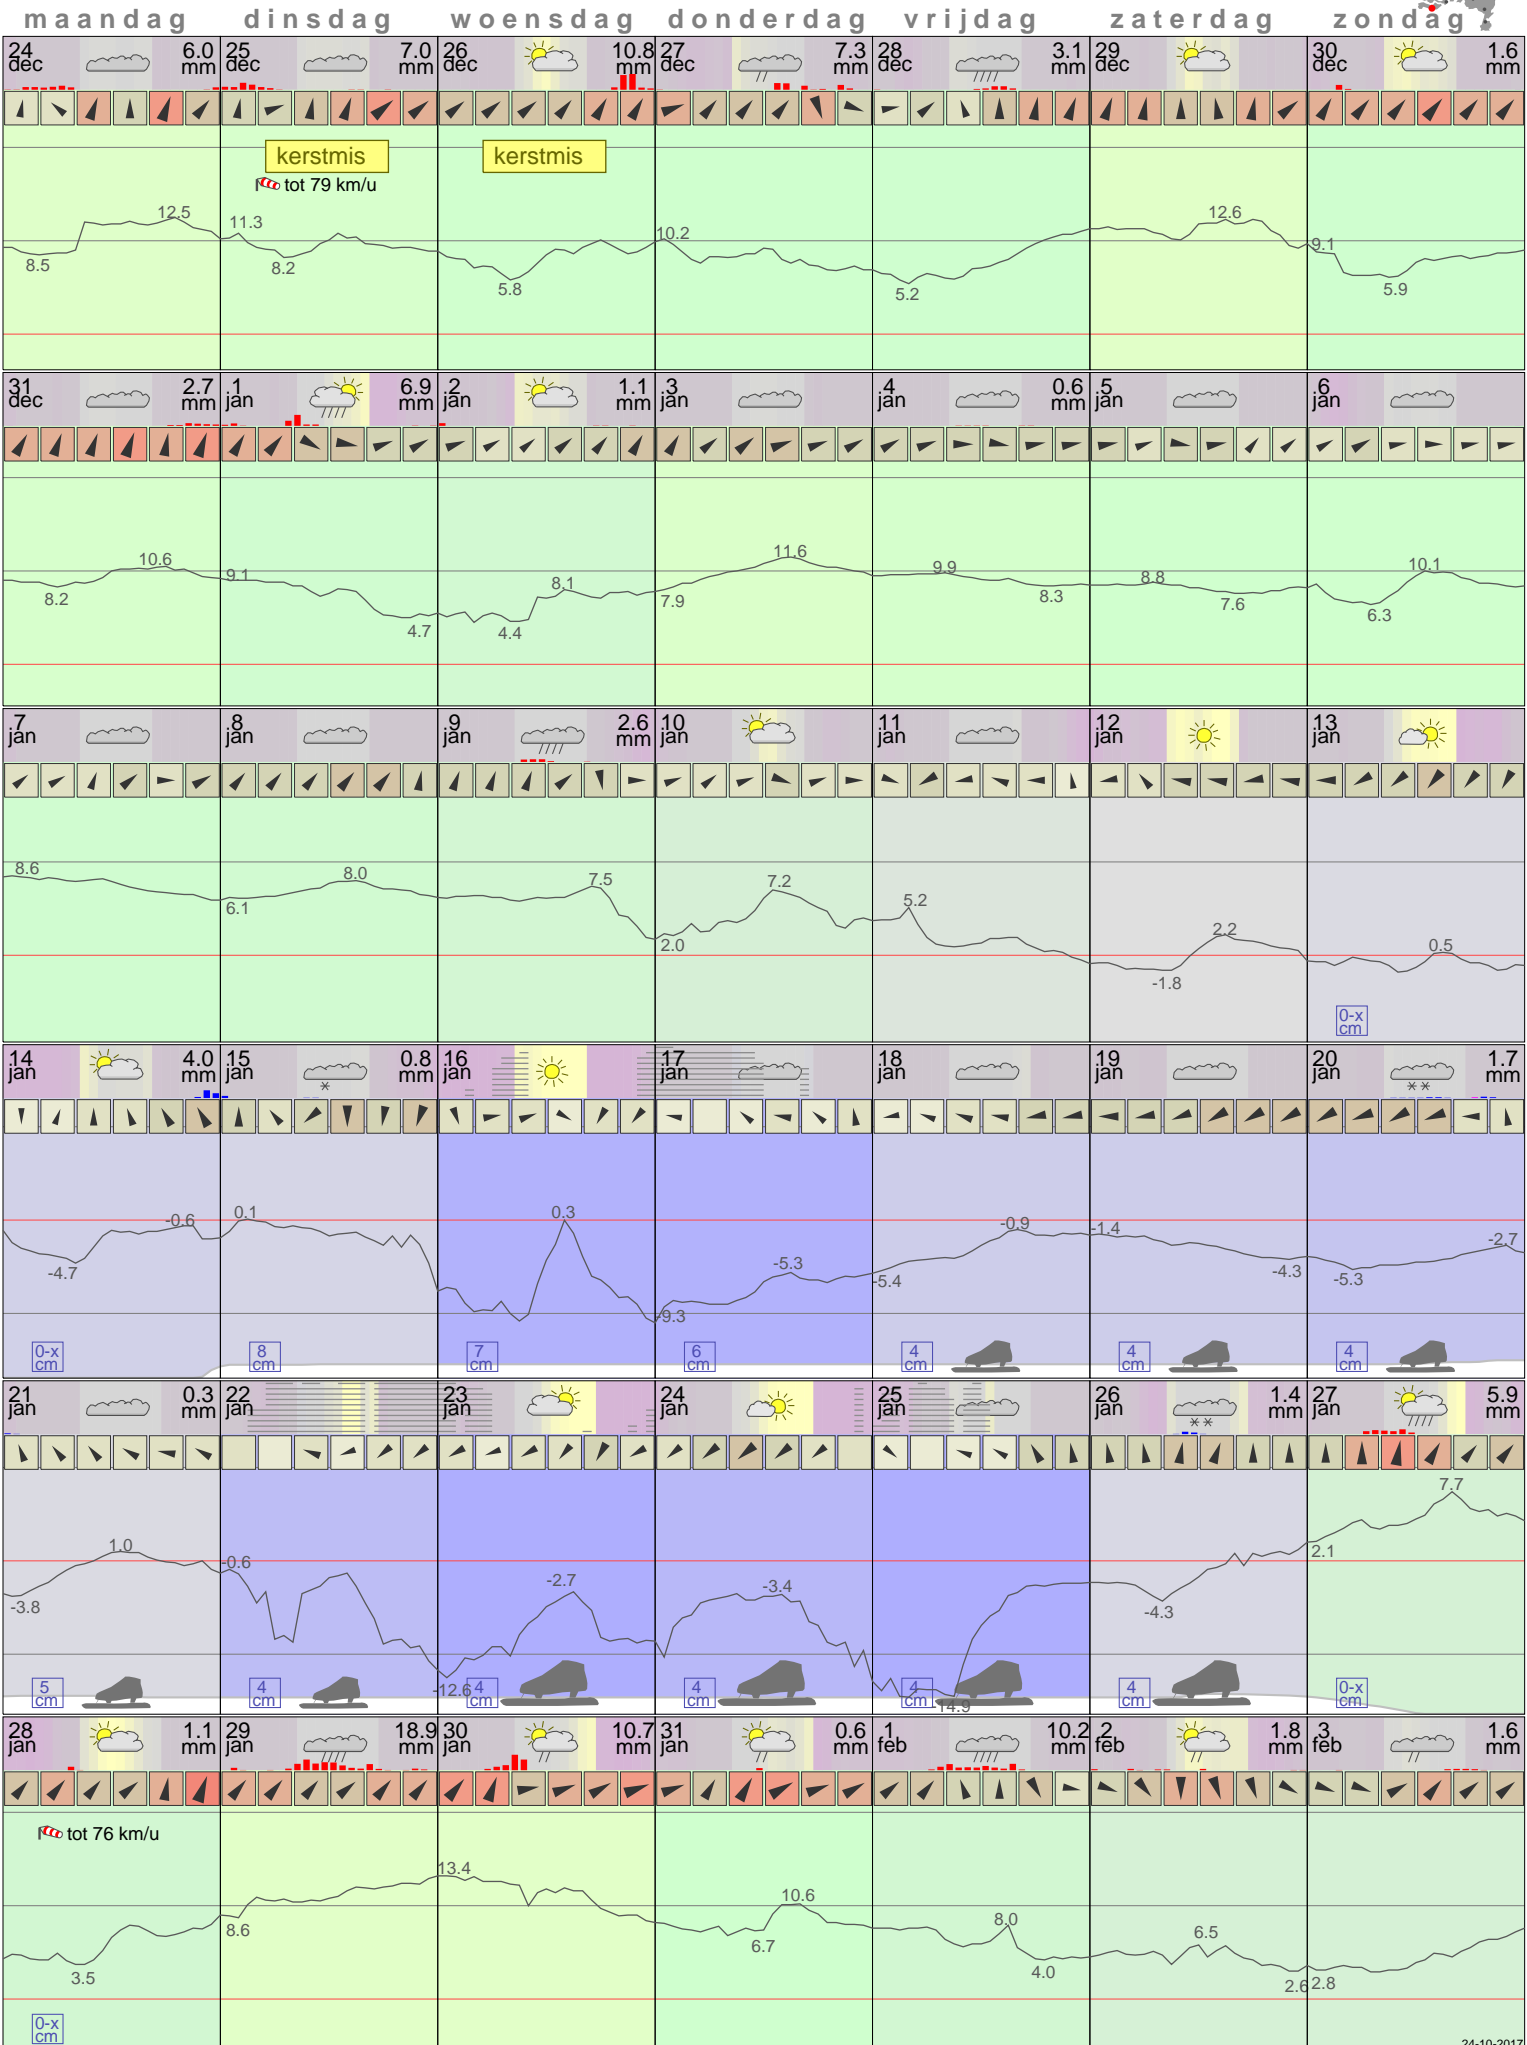 maandag dinsdag woensdag donderdag vrijdag zaterdag zondag
24 dec 6.0 mm 25 dec 7.0 mm 26 dec 10.8 mm 27 dec 7.3 mm 28 dec 3.1 mm 29 dec 30 dec 1.6 mm
kerstmis kerstmis
tot 79 km/u
8.5 12.5 11.3 8.2 5.8 10.2 5.2 12.6 9.1 5.9
31 dec 2.7 mm 1 jan 6.9 mm 2 jan 1.1 mm 3 jan 4 jan 0.6 mm 5 jan 6 jan
8.2 10.6 9.1 4.7 4.4 8.1 7.9 11.6 9.9 8.3 8.8 7.6 6.3 10.1
7 jan 8 jan 9 jan 2.6 mm 10 jan 11 jan 12 jan 13 jan
8.6 6.1 8.0 7.5 2.0 7.2 5.2 -1.8 2.2 0.5
0-x cm
14 jan 4.0 mm 15 jan 0.8 mm 16 jan 17 jan 18 jan 19 jan 20 jan 1.7 mm
-4.7 -0.6 0.1 0.3 -9.3 -5.3 -5.4 -0.9 -1.4 -4.3 -5.3 -2.7
0-x cm 8 cm 7 cm 6 cm 4 cm 4 cm 4 cm
21 jan 0.3 mm 22 jan 23 jan 24 jan 25 jan 26 jan 1.4 mm 27 jan 5.9 mm
-3.8 1.0 -0.6 -12.6 -2.7 -3.4 -14.9 -4.3 2.1 7.7
5 cm 4 cm 4 cm 4 cm 4 cm 4 cm 0-x cm
28 jan 1.1 mm 29 jan 18.9 mm 30 jan 10.7 mm 31 jan 0.6 mm 1 feb 10.2 mm 2 feb 1.8 mm 3 feb 1.6 mm
tot 76 km/u
3.5 8.6 13.4 6.7 10.6 8.0 4.0 6.5 2.6 2.8
0-x cm
24-10-2017